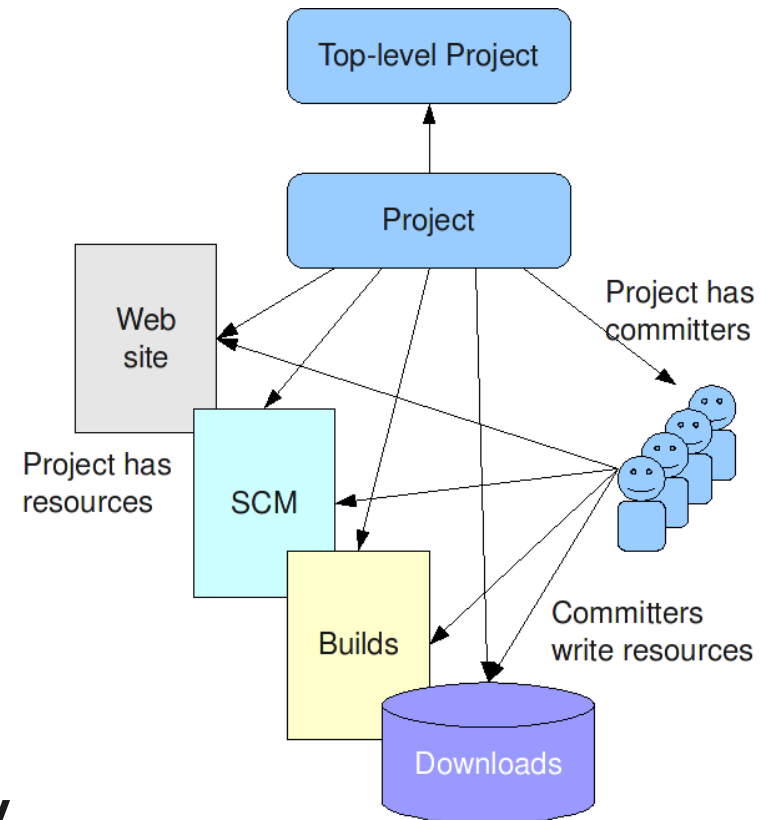 Top-level Project
Project
Project has
committers
Web
site
Project has
resources
SCM
Committers
write resources
Builds
Downloads